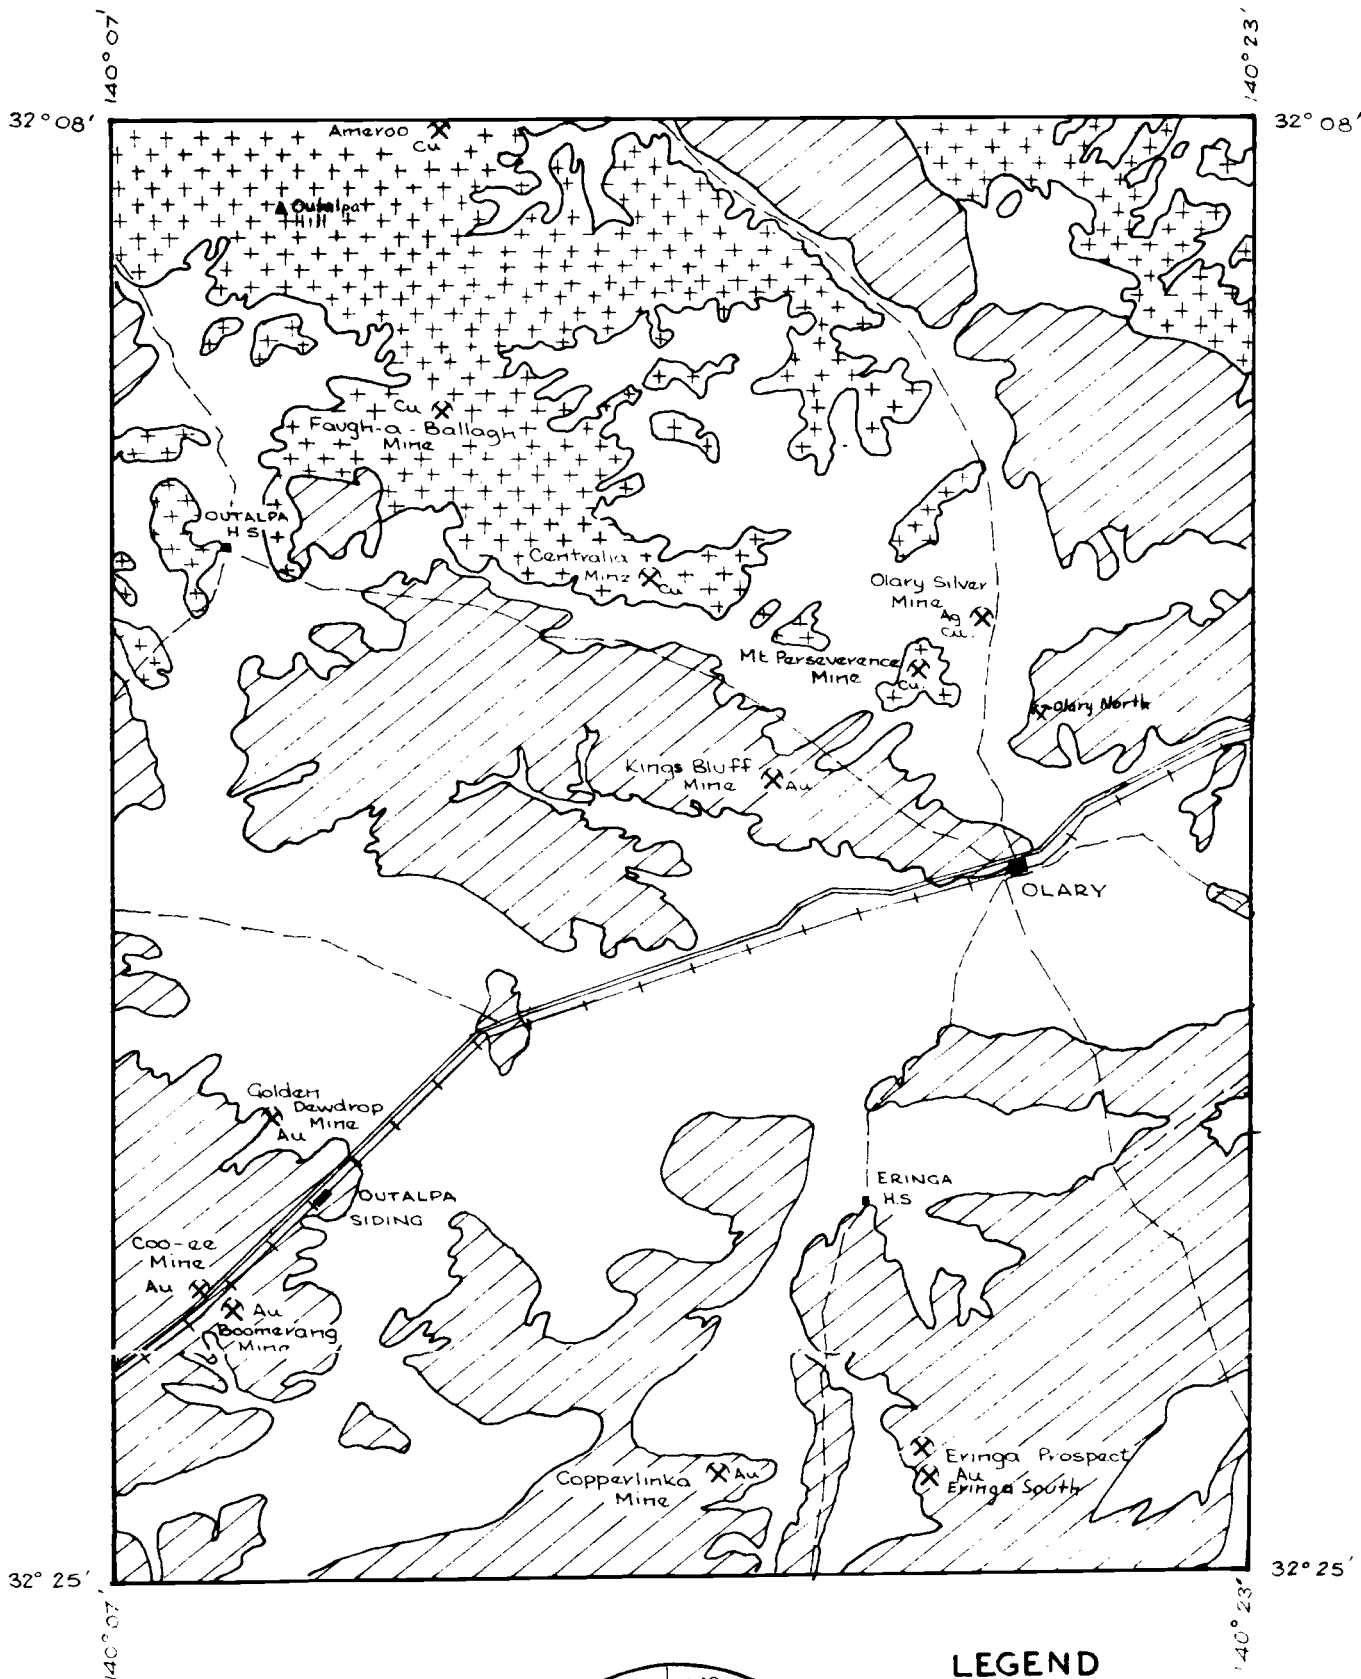 140° 07'
140° 23'
32° 08'
32° 08'
Ameroo
Cu
Outalpa
Hill
Cu
Faugh-a-Ballagh
Mine
OUTALPA
H S
Centralia
Mine
Cu
Olary Silver
Mine
Ag
Cu.
Mt Perseverence
Mine
Cu.
Olary North
Kings Bluff
Mine
Au
OLARY
Golden
Dewdrop
Mine
Au
OUTALPA
SIDING
ERINGA
H.S
Coo-ee
Mine
Au
Au
Boomerang
Mine
Eringa Prospect
Au
Eringa South
Copperlinka
Mine
Au
32° 25'
32° 25'
140° 07'
140° 23'
LEGEND